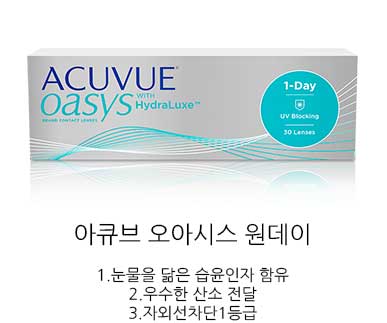 ACUVUE®
oasys WITH HydraLuxe™
BRAND CONTACT LENSES
1-Day
UV Blocking
30 Lenses
아큐브 오아시스 원데이
1.눈물을 닮은 습윤인자 함유
2.우수한 산소 전달
3.자외선차단1등급